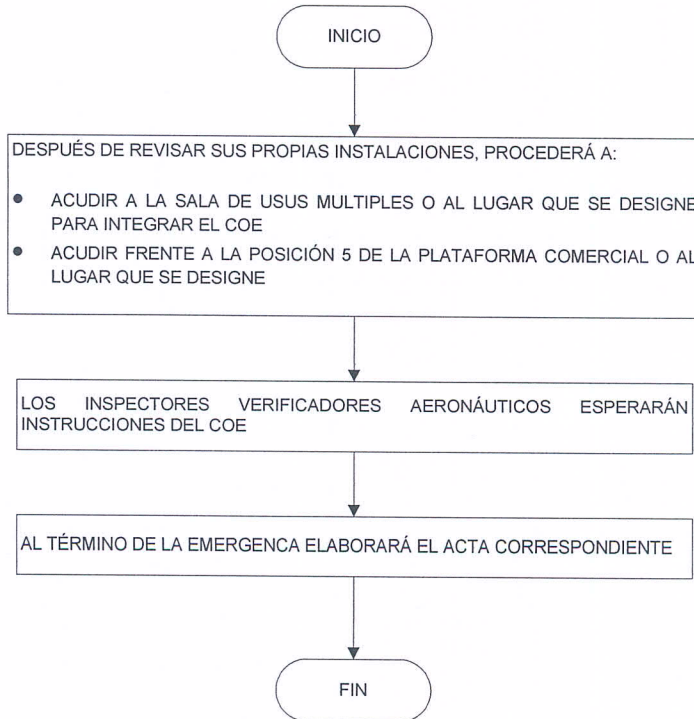 INICIO
DESPUÉS DE REVISAR SUS PROPIAS INSTALACIONES, PROCEDERÁ A:
● ACUDIR A LA SALA DE USUS MULTIPLES O AL LUGAR QUE SE DESIGNE
PARA INTEGRAR EL COE
● ACUDIR FRENTE A LA POSICIÓN 5 DE LA PLATAFORMA COMERCIAL O AL
LUGAR QUE SE DESIGNE
LOS INSPECTORES VERIFICADORES AERONÁUTICOS ESPERARÁN
INSTRUCCIONES DEL COE
AL TÉRMINO DE LA EMERGENCA ELABORARÁ EL ACTA CORRESPONDIENTE
FIN